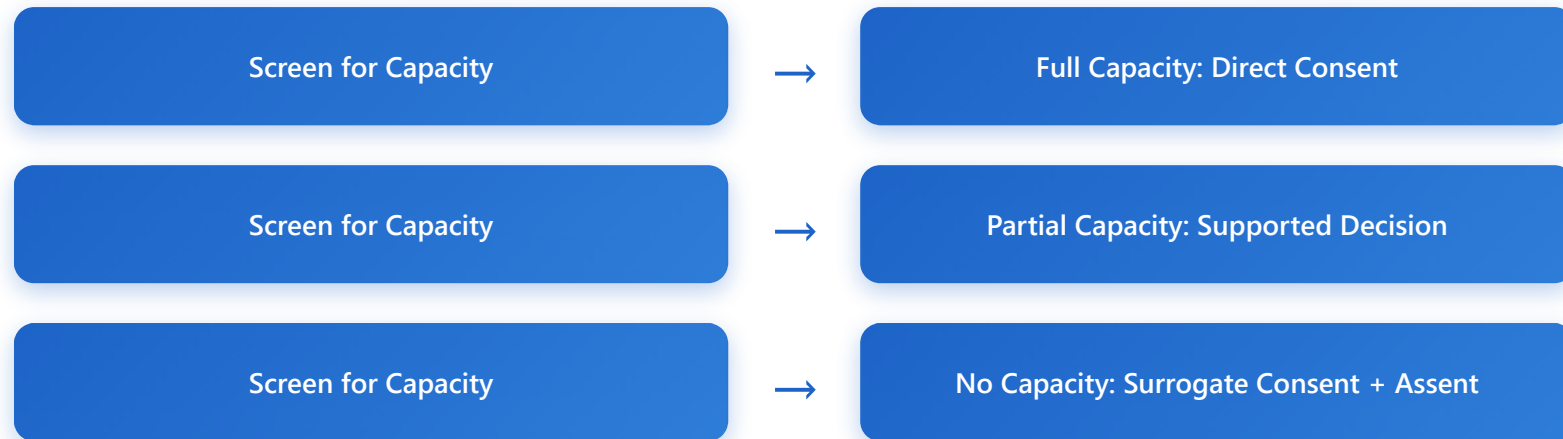 Screen for Capacity → Full Capacity: Direct Consent
Screen for Capacity → Partial Capacity: Supported Decision
Screen for Capacity → No Capacity: Surrogate Consent + Assent